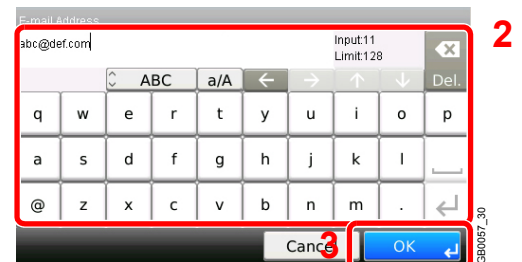 E-mail Address
abc@def.com
Input:11
Limit:128
2
ABC a/A ← → ↑ ↓ Del.
q w e r t y u i o p
a s d f g h j k l
@ z x c v b n m .
3
Cancel OK
GB0057_30